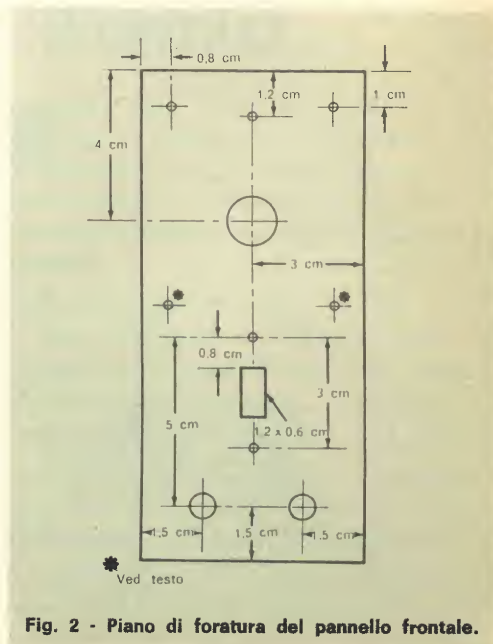 0,8 cm
1,2 cm
1 cm
4 cm
3 cm
✱
✱
0,8 cm
3 cm
5 cm
1,2 x 0,6 cm
1,5 cm
1,5 cm
1,5 cm
✱ Ved testo
Fig. 2 - Piano di foratura del pannello frontale.